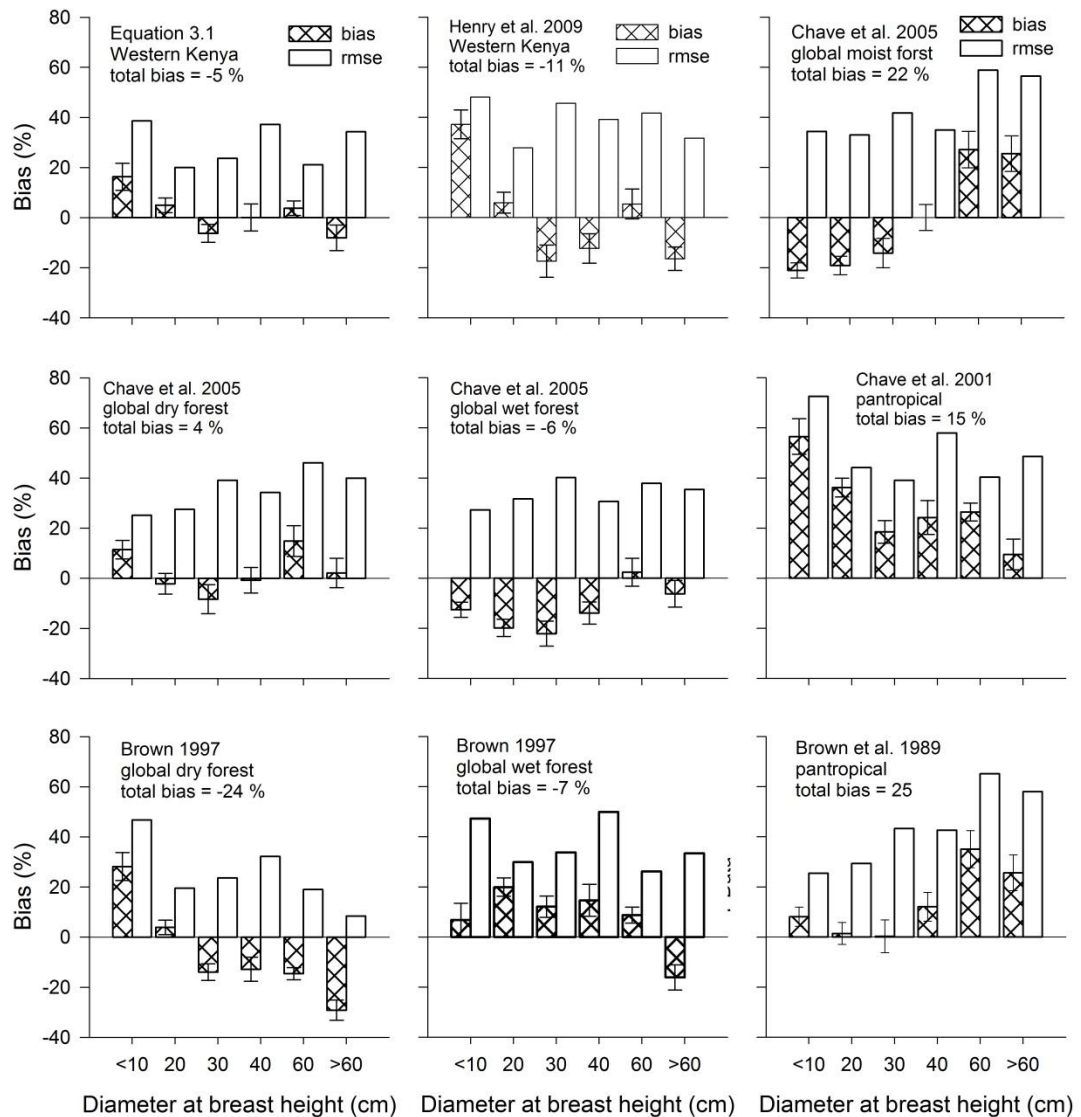 80
60
40
20
0
-20
-40
Bias (%)
Equation 3.1
Western Kenya
total bias = -5 %
bias
rmse
Henry et al. 2009
Western Kenya
total bias = -11 %
bias
rmse
Chave et al. 2005
global moist forst
total bias = 22 %
bias
rmse
80
60
40
20
0
-20
-40
Bias (%)
Chave et al. 2005
global dry forest
total bias = 4 %
Chave et al. 2005
global wet forest
total bias = -6 %
Chave et al. 2001
pantropical
total bias = 15 %
80
60
40
20
0
-20
-40
Bias (%)
Brown 1997
global dry forest
total bias = -24 %
Brown 1997
global wet forest
total bias = -7 %
Brown et al. 1989
pantropical
total bias = 25
<10 20 30 40 60 >60
<10 20 30 40 60 >60
<10 20 30 40 60 >60
Diameter at breast height (cm)
Diameter at breast height (cm)
Diameter at breast height (cm)